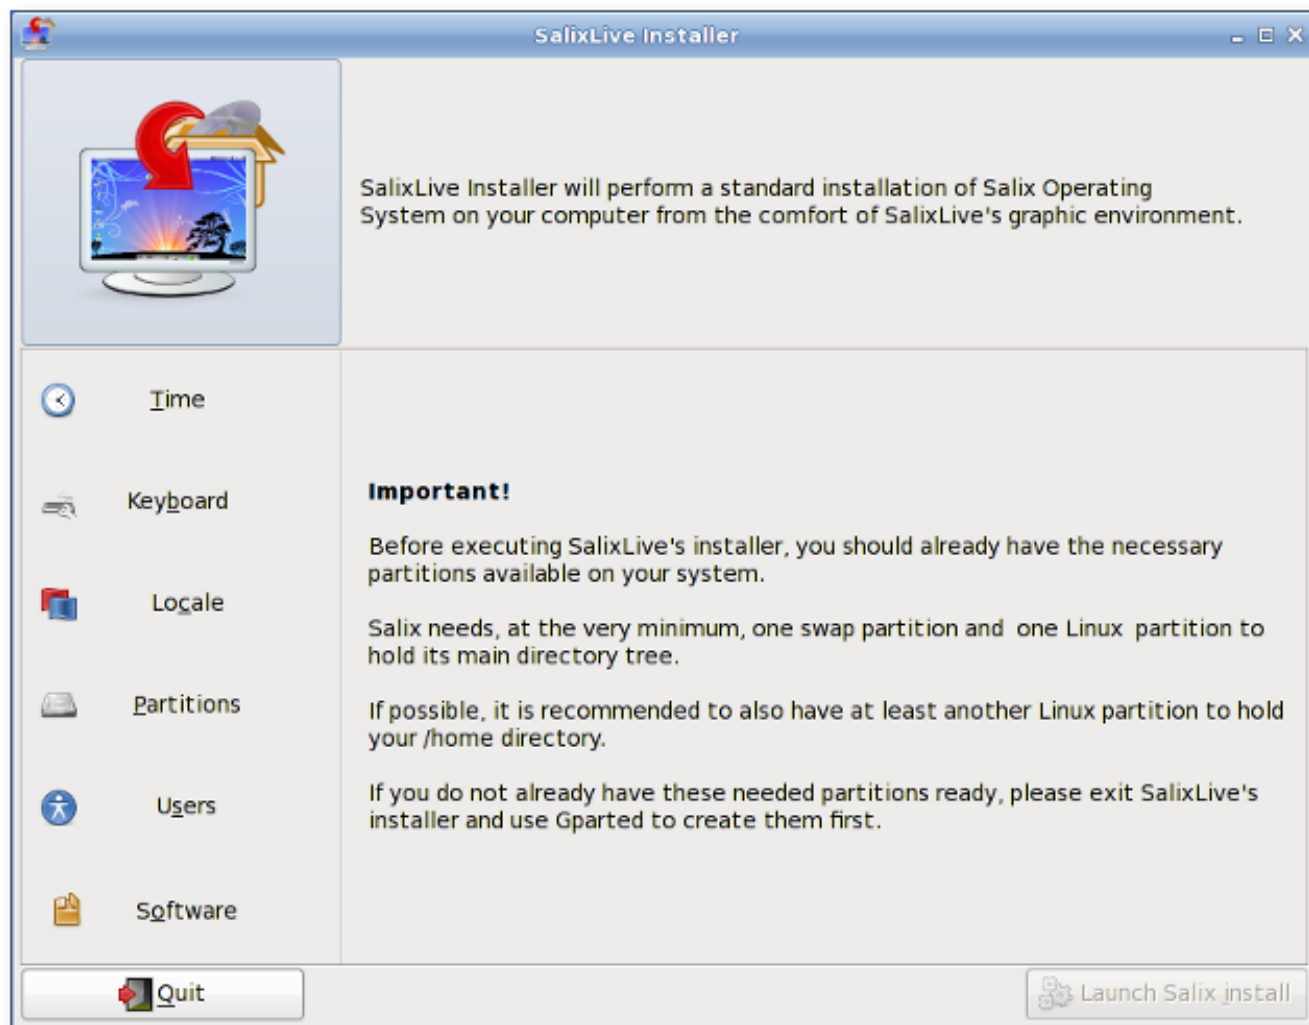 SalixLive Installer
SalixLive Installer will perform a standard installation of Salix Operating
System on your computer from the comfort of SalixLive's graphic environment.
Time
Keyboard
Locale
Partitions
Users
Software
Important!
Before executing SalixLive's installer, you should already have the necessary
partitions available on your system.
Salix needs, at the very minimum, one swap partition and  one Linux  partition to
hold its main directory tree.
If possible, it is recommended to also have at least another Linux partition to hold
your /home directory.
If you do not already have these needed partitions ready, please exit SalixLive's
installer and use Gparted to create them first.
Quit
Launch Salix install